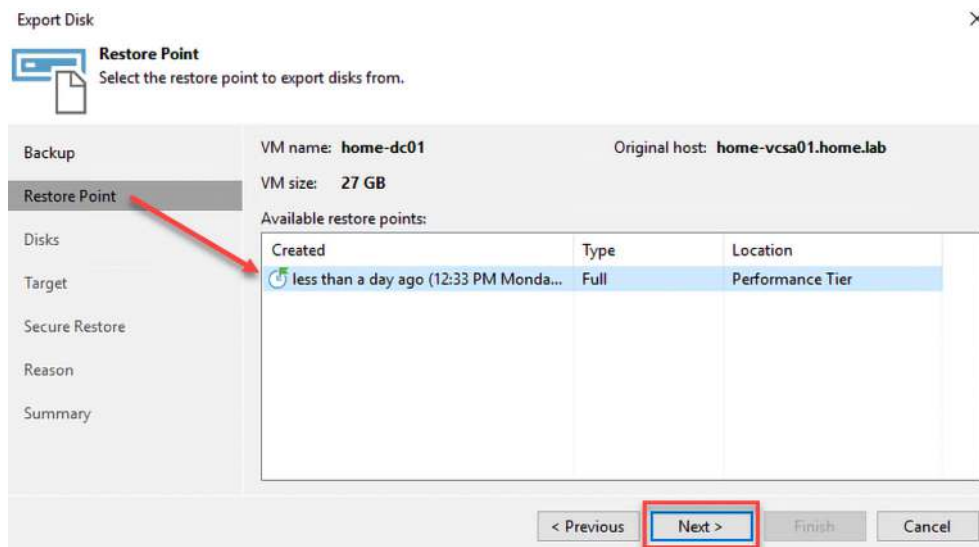 Export Disk
Restore Point
Select the restore point to export disks from.
Backup
Restore Point
Disks
Target
Secure Restore
Reason
Summary
VM name: home-dc01 Original host: home-vcsa01.home.lab
VM size: 27 GB
Available restore points:
Created Type Location
less than a day ago (12:33 PM Monda... Full Performance Tier
< Previous Next > Finish Cancel